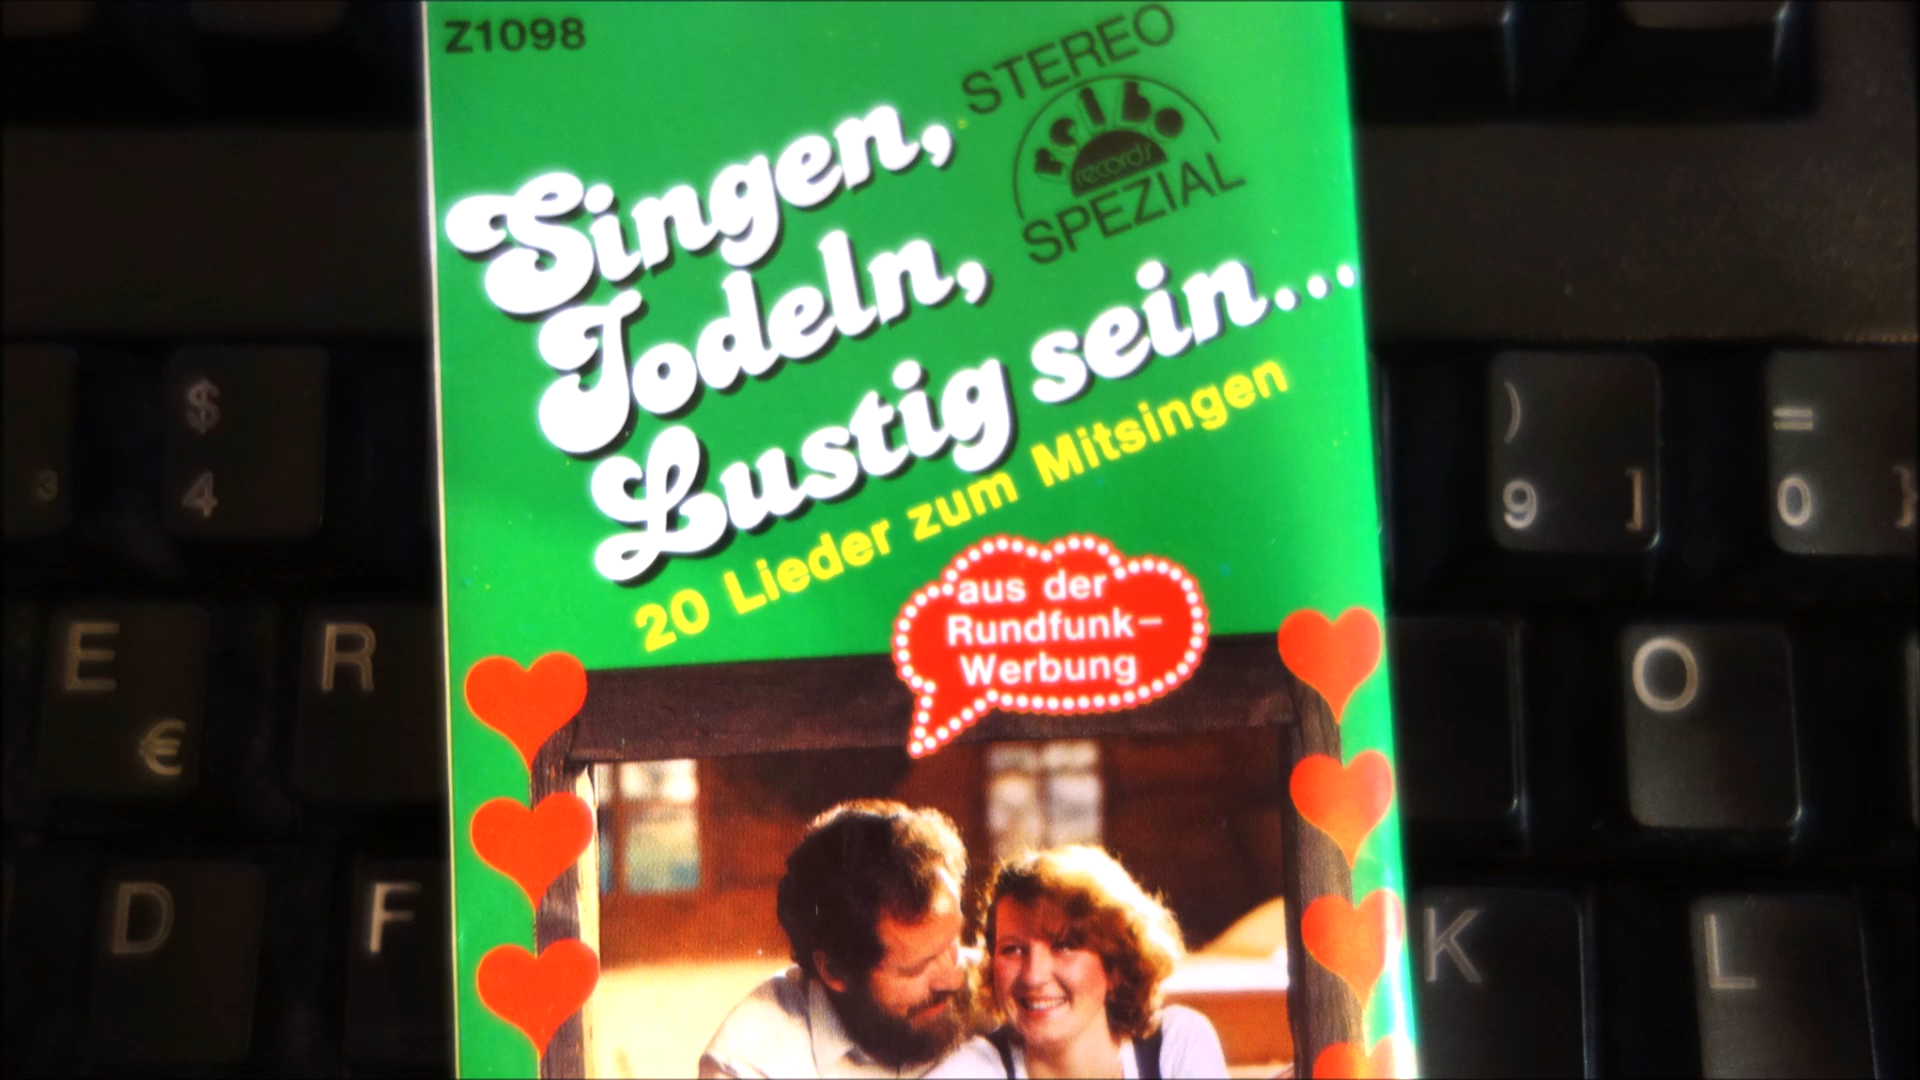 Z1098
STEREO
records
SPEZIAL
Singen,
Jodeln,
Lustig sein...
20 Lieder zum Mitsingen
aus der
Rundfunk-
Werbung
3
$
4
)
9 ]
=
0 }
E
€
R
O
D
F
K
L